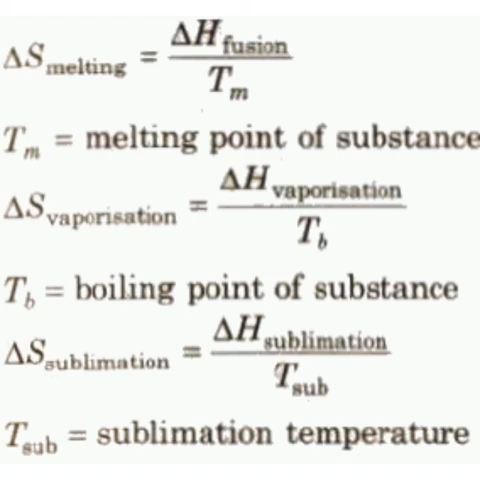 ΔS_melting = ΔH_fusion / T_m
T_m = melting point of substance
ΔS_vaporisation = ΔH_vaporisation / T_b
T_b = boiling point of substance
ΔS_sublimation = ΔH_sublimation / T_sub
T_sub = sublimation temperature